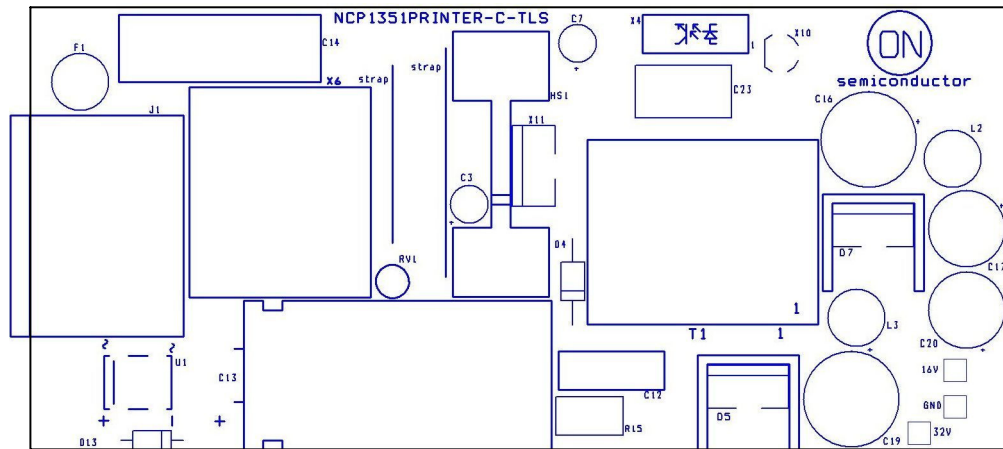 NCP1351PRINTER-C-TLS
C7
X4
1
X10
ON
semiconductor
F1
C14
strap
X6
strap
HS1
C23
C16
+
J1
X11
L2
C3
+
+
D4
D7
C17
RV1
1
L3
T1
1
C20
+
+
U1
C13
C12
16V
GND
+
-
+
R15
D5
C19
32V
D13